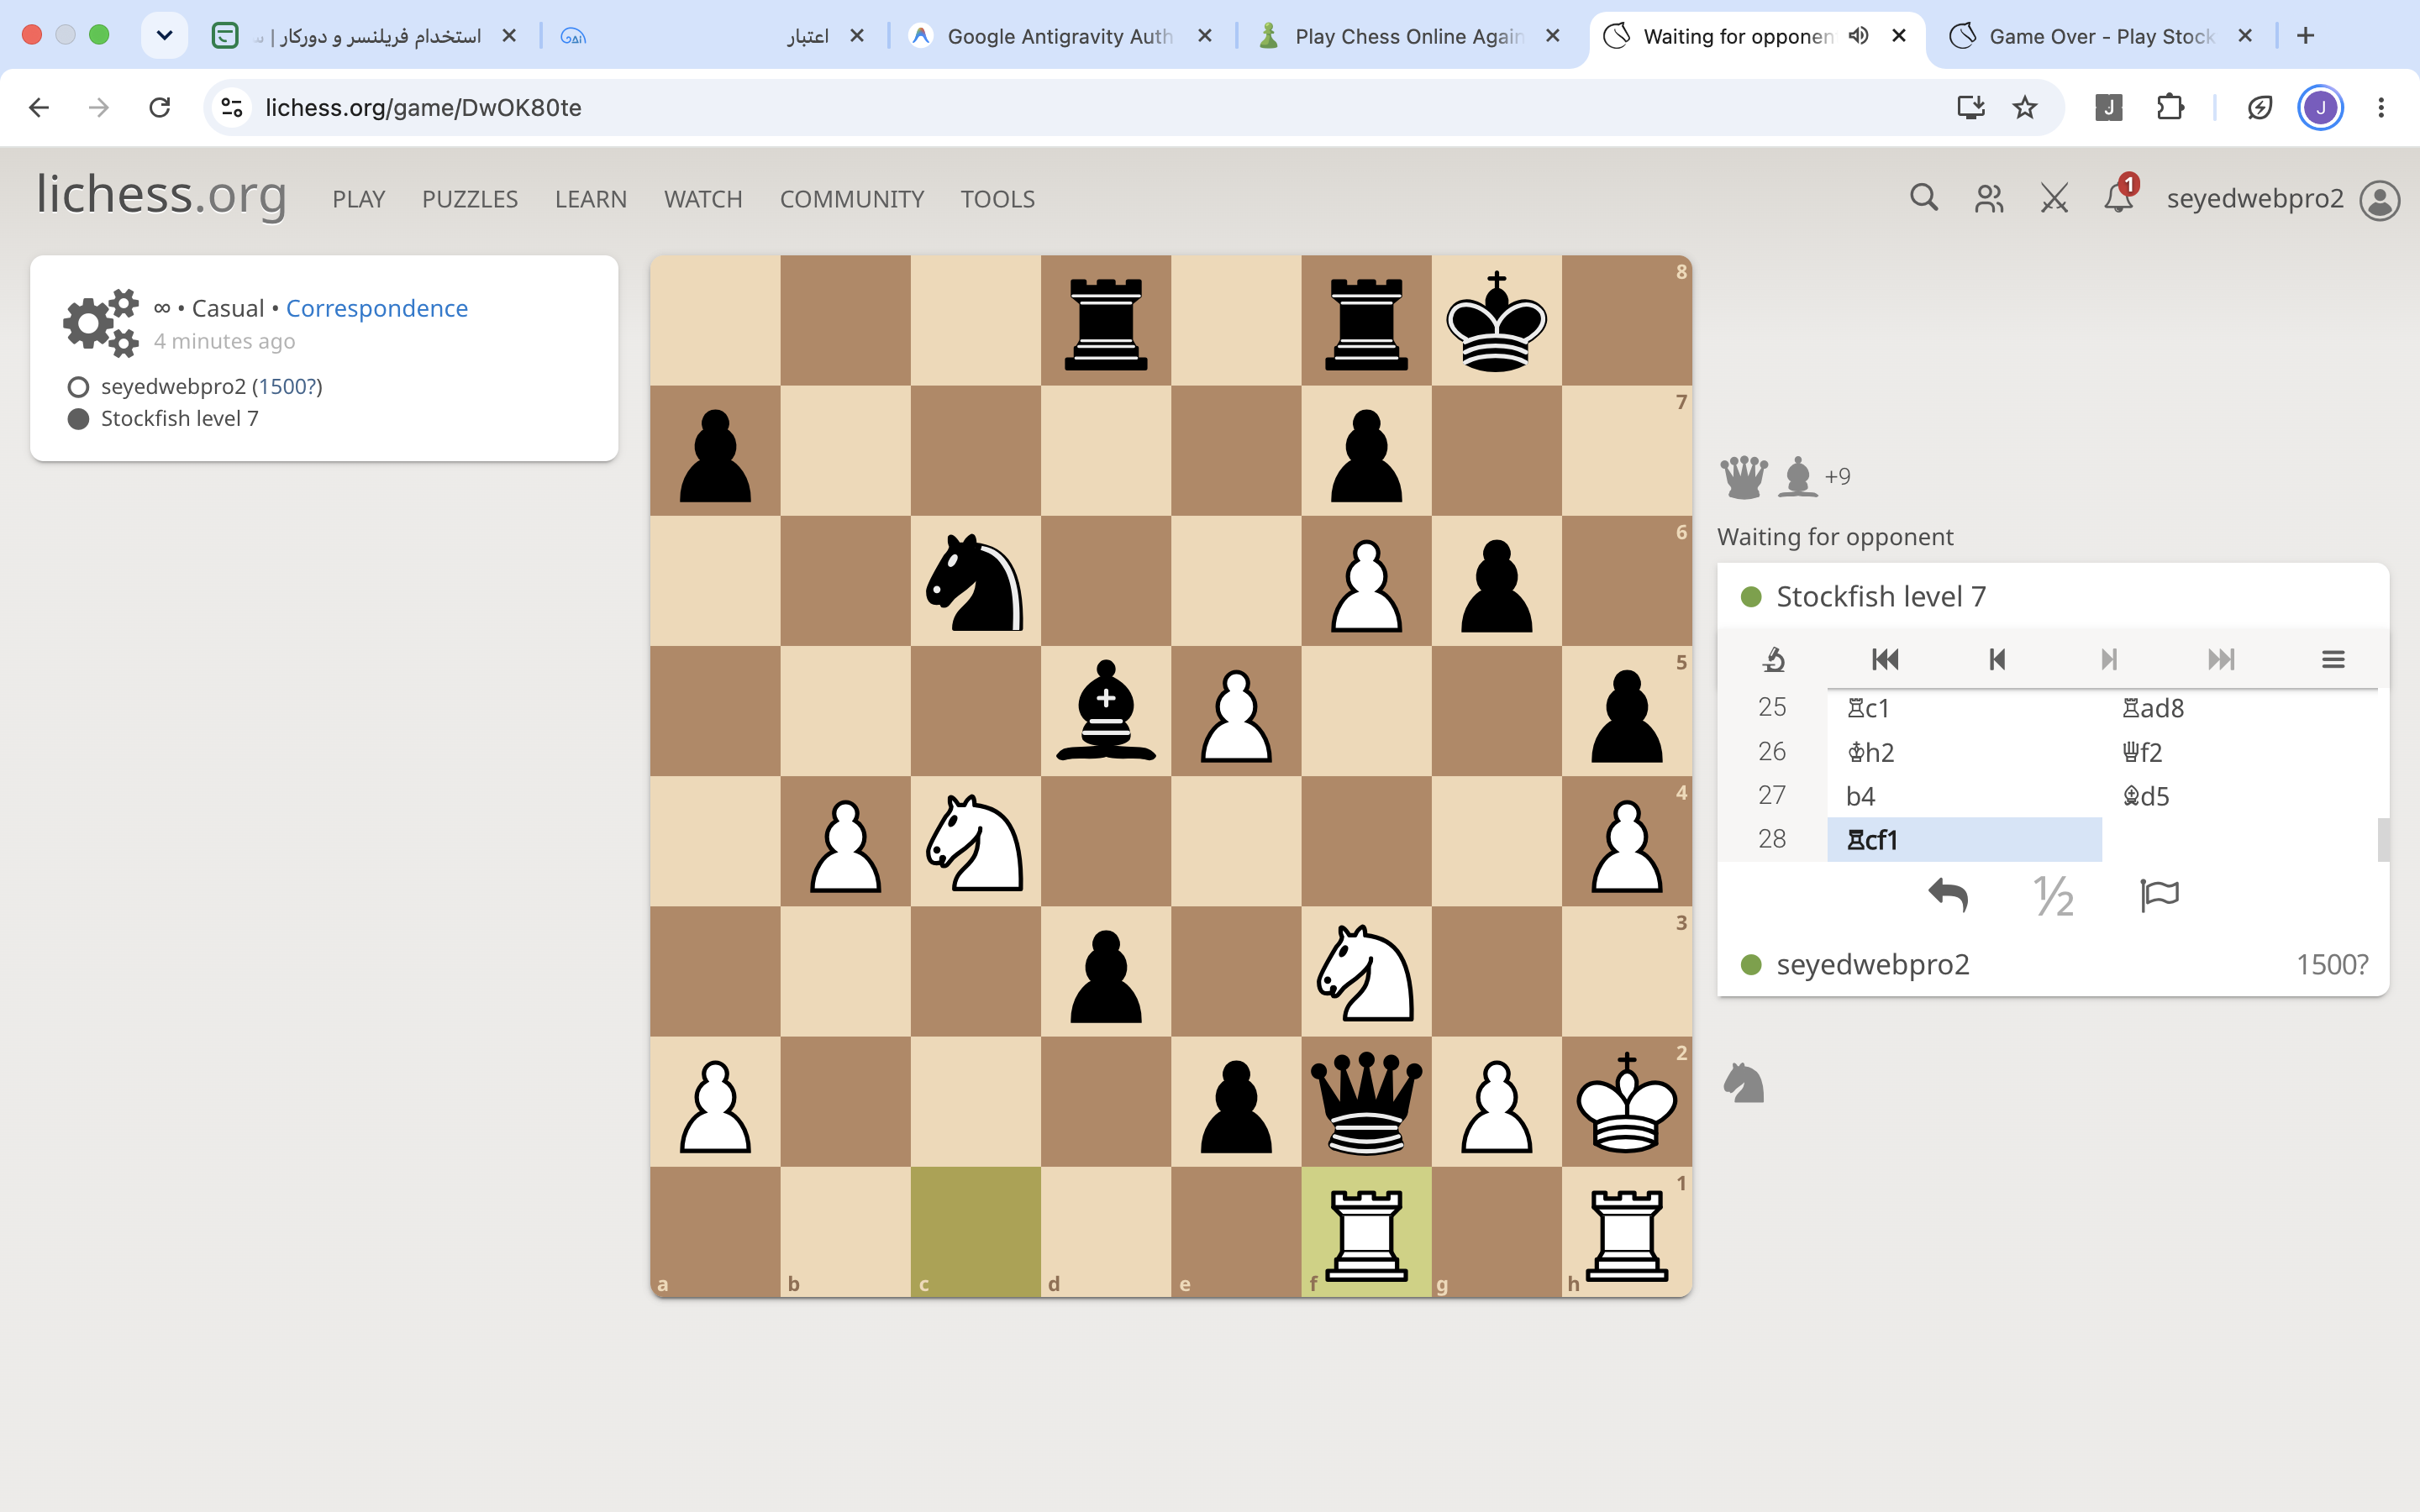 استخدام فریلنسر و دورکار | س
اعتبار
Google Antigravity Auth
Play Chess Online Again
Waiting for opponen
Game Over - Play Stock
lichess.org/game/DwOK80te
J
J
lichess.org
PLAY
PUZZLES
LEARN
WATCH
COMMUNITY
TOOLS
1
seyedwebpro2
∞ • Casual • Correspondence
4 minutes ago
seyedwebpro2 (1500?)
Stockfish level 7
8
7
6
5
4
3
2
1
a
b
c
d
e
f
g
h
+9
Waiting for opponent
Stockfish level 7
25 ♖c1 ♖ad8
26 ♔h2 ♕f2
27 b4 ♗d5
28 ♖cf1
½
seyedwebpro2 1500?